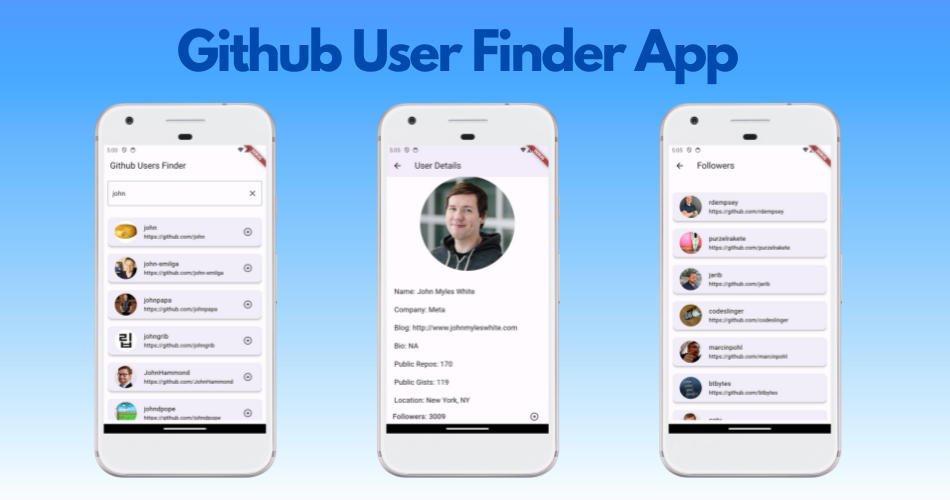 Github User Finder App
5:05
Github Users Finder
john
john
https://github.com/john
john-emilga
https://github.com/john-emilga
johnpapa
https://github.com/johnpapa
립
johngrib
https://github.com/johngrib
JohnHammond
https://github.com/JohnHammond
johndpope
https://github.com/johndpope
5:05
User Details
Name: John Myles White
Company: Meta
Blog: http://www.johnmyleswhite.com
Bio: NA
Public Repos: 170
Public Gists: 119
Location: New York, NY
Followers: 3009
5:05
Followers
rdempsey
https://github.com/rdempsey
purzelrakete
https://github.com/purzelrakete
jarib
https://github.com/jarib
codeslinger
https://github.com/codeslinger
marcinpohl
https://github.com/marcinpohl
btbytes
https://github.com/btbytes